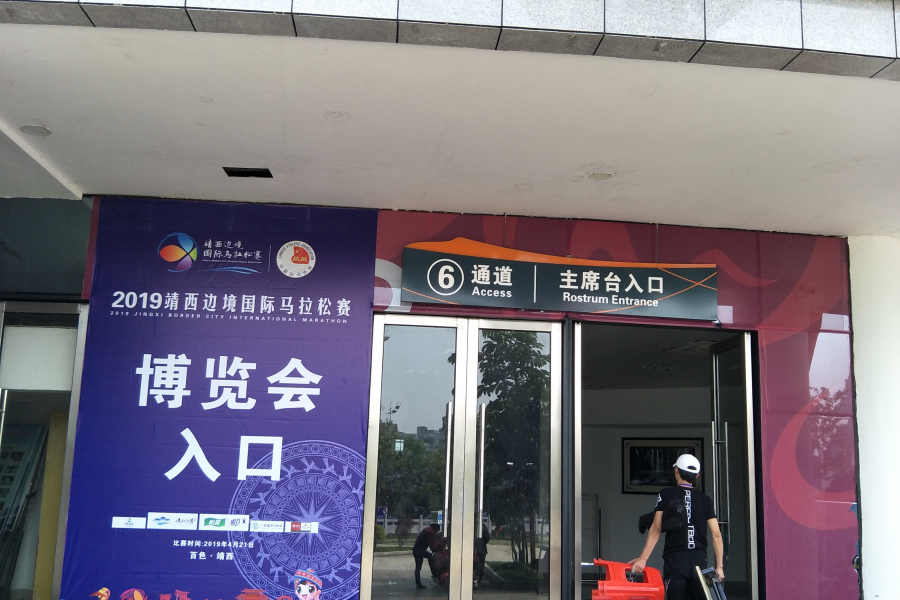 靖西边境
国际马拉松赛
2019靖西边境国际马拉松赛
2019 JINGXI BORDER CITY INTERNATIONAL MARATHON
博览会
入口
比赛时间:2019年4月21日
百色·靖西
6 通道
Access
主席台入口
Rostrum Entrance